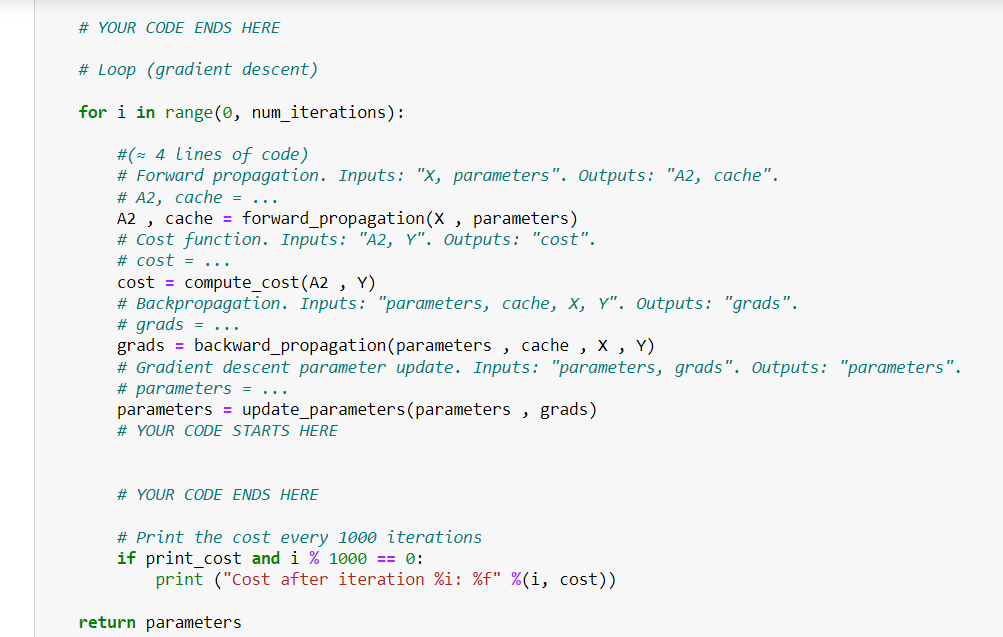 # YOUR CODE ENDS HERE
# Loop (gradient descent)
for i in range(0, num_iterations):
#(≈ 4 lines of code)
# Forward propagation. Inputs: "X, parameters". Outputs: "A2, cache".
# A2, cache = ...
A2 , cache = forward_propagation(X , parameters)
# Cost function. Inputs: "A2, Y". Outputs: "cost".
# cost = ...
cost = compute_cost(A2 , Y)
# Backpropagation. Inputs: "parameters, cache, X, Y". Outputs: "grads".
# grads = ...
grads = backward_propagation(parameters , cache , X , Y)
# Gradient descent parameter update. Inputs: "parameters, grads". Outputs: "parameters".
# parameters = ...
parameters = update_parameters(parameters , grads)
# YOUR CODE STARTS HERE
# YOUR CODE ENDS HERE
# Print the cost every 1000 iterations
if print_cost and i % 1000 == 0:
print ("Cost after iteration %i: %f" %(i, cost))
return parameters